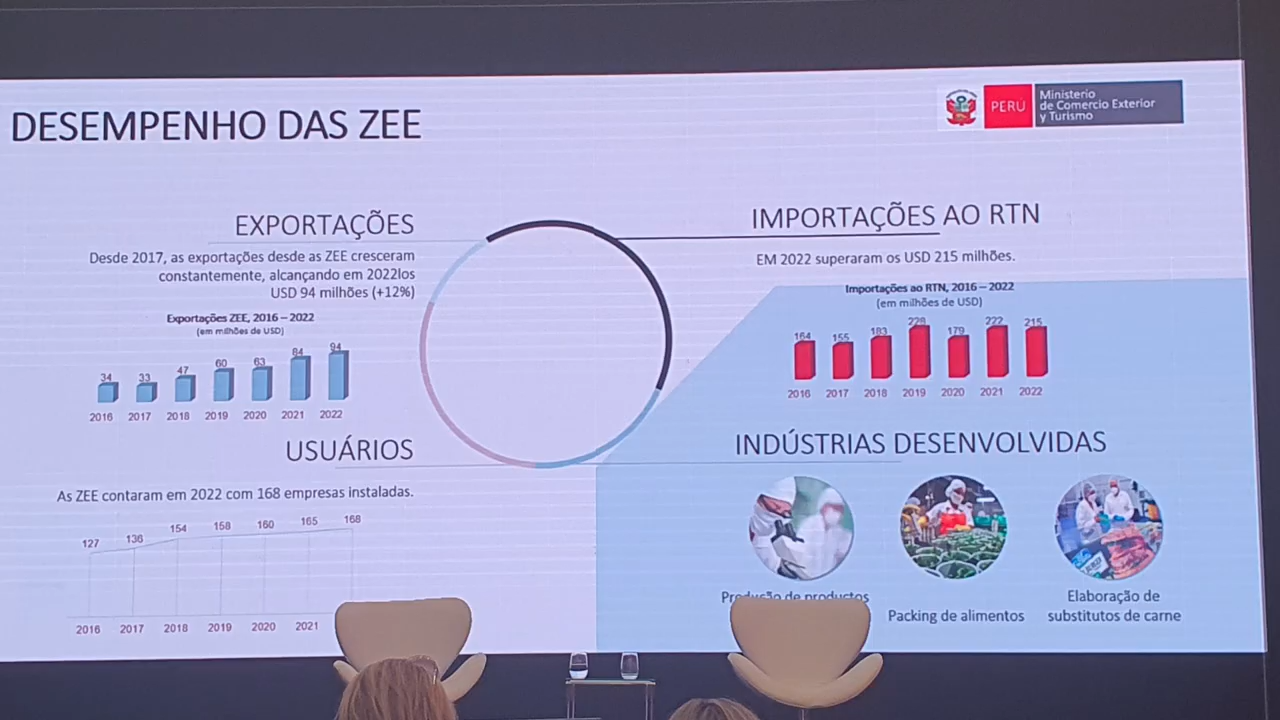 DESEMPENHO DAS ZEE
PERÚ
Ministerio
de Comercio Exterior
y Turismo
EXPORTAÇÕES
Desde 2017, as exportações desde as ZEE cresceram
constantemente, alcançando em 2022los
USD 94 milhões (+12%)
Exportações ZEE, 2016 – 2022
(em milhões de USD)
34 33 47 60 63 84 94
2016 2017 2018 2019 2020 2021 2022
IMPORTAÇÕES AO RTN
EM 2022 superaram os USD 215 milhões.
Importações ao RTN, 2016 – 2022
(em milhões de USD)
164 155 183 228 179 222 215
2016 2017 2018 2019 2020 2021 2022
USUÁRIOS
As ZEE contaram em 2022 com 168 empresas instaladas.
127 136 154 158 160 165 168
2016 2017 2018 2019 2020 2021
INDÚSTRIAS DESENVOLVIDAS
Produção de productos
Packing de alimentos
Elaboração de
substitutos de carne